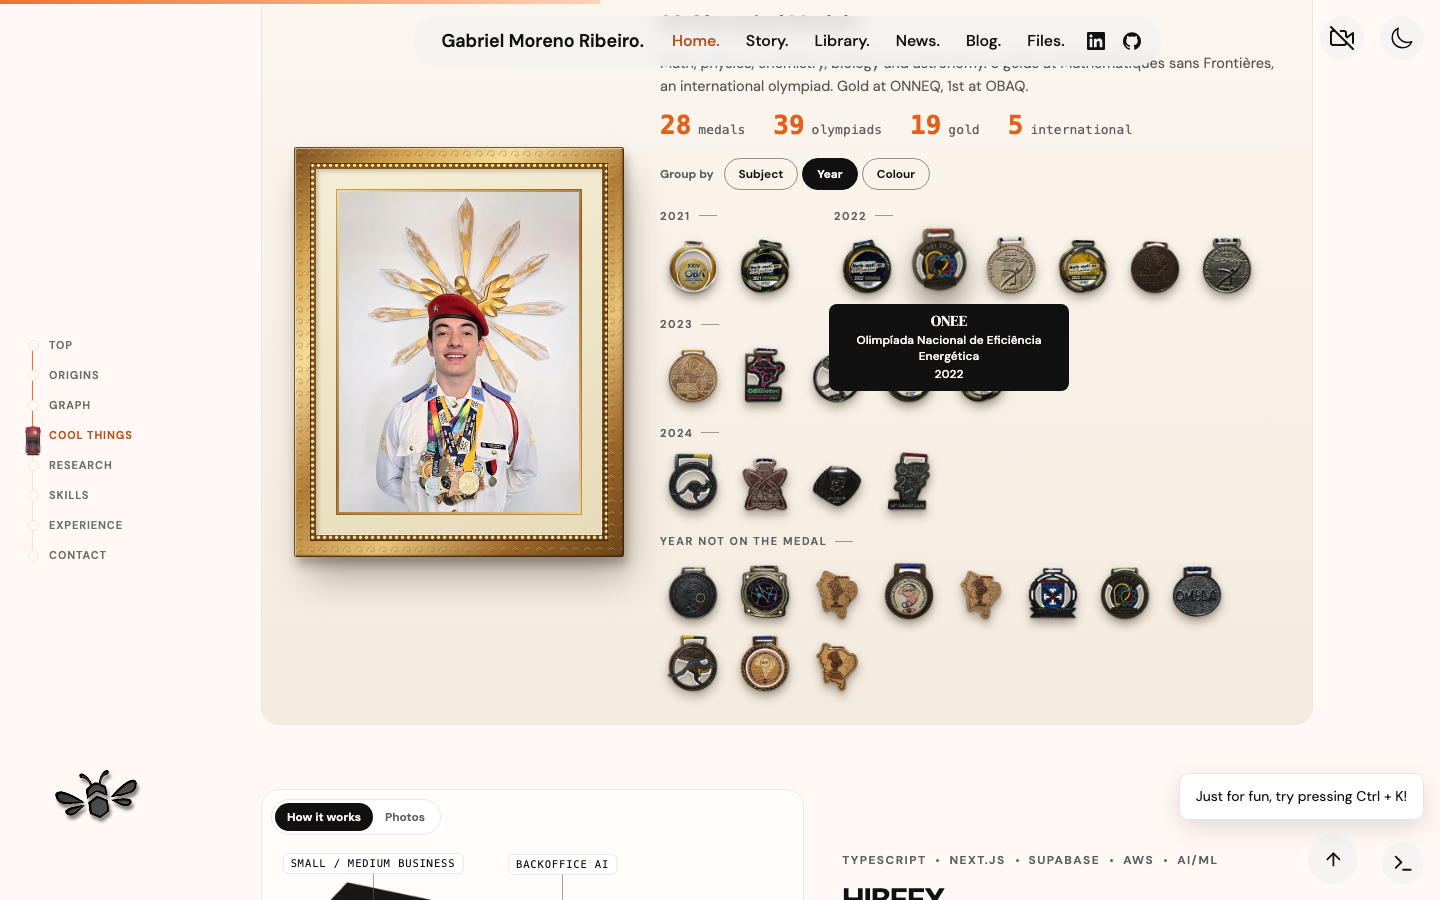 Gabriel Moreno Ribeiro.
Home.
Story.
Library.
News.
Blog.
Files.
Math, physics, chemistry, biology and astronomy. 6 golds at Mathématiques sans Frontières,
an international olympiad. Gold at ONNEQ, 1st at OBAQ.
28 medals
39 olympiads
19 gold
5 international
Group by
Subject
Year
Colour
2021
2022
ONEE
Olimpíada Nacional de Eficiência
Energética
2022
2023
2024
YEAR NOT ON THE MEDAL
TOP
ORIGINS
GRAPH
COOL THINGS
RESEARCH
SKILLS
EXPERIENCE
CONTACT
How it works
Photos
SMALL / MEDIUM BUSINESS
BACKOFFICE AI
Just for fun, try pressing Ctrl + K!
TYPESCRIPT • NEXT.JS • SUPABASE • AWS • AI/ML